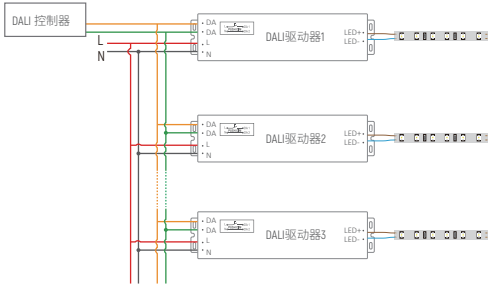 DALI 控制器
L
N
DA
DA
L
N
DALI驱动器1
LED+
LED-
DA
DA
L
N
DALI驱动器2
LED+
LED-
DA
DA
L
N
DALI驱动器3
LED+
LED-